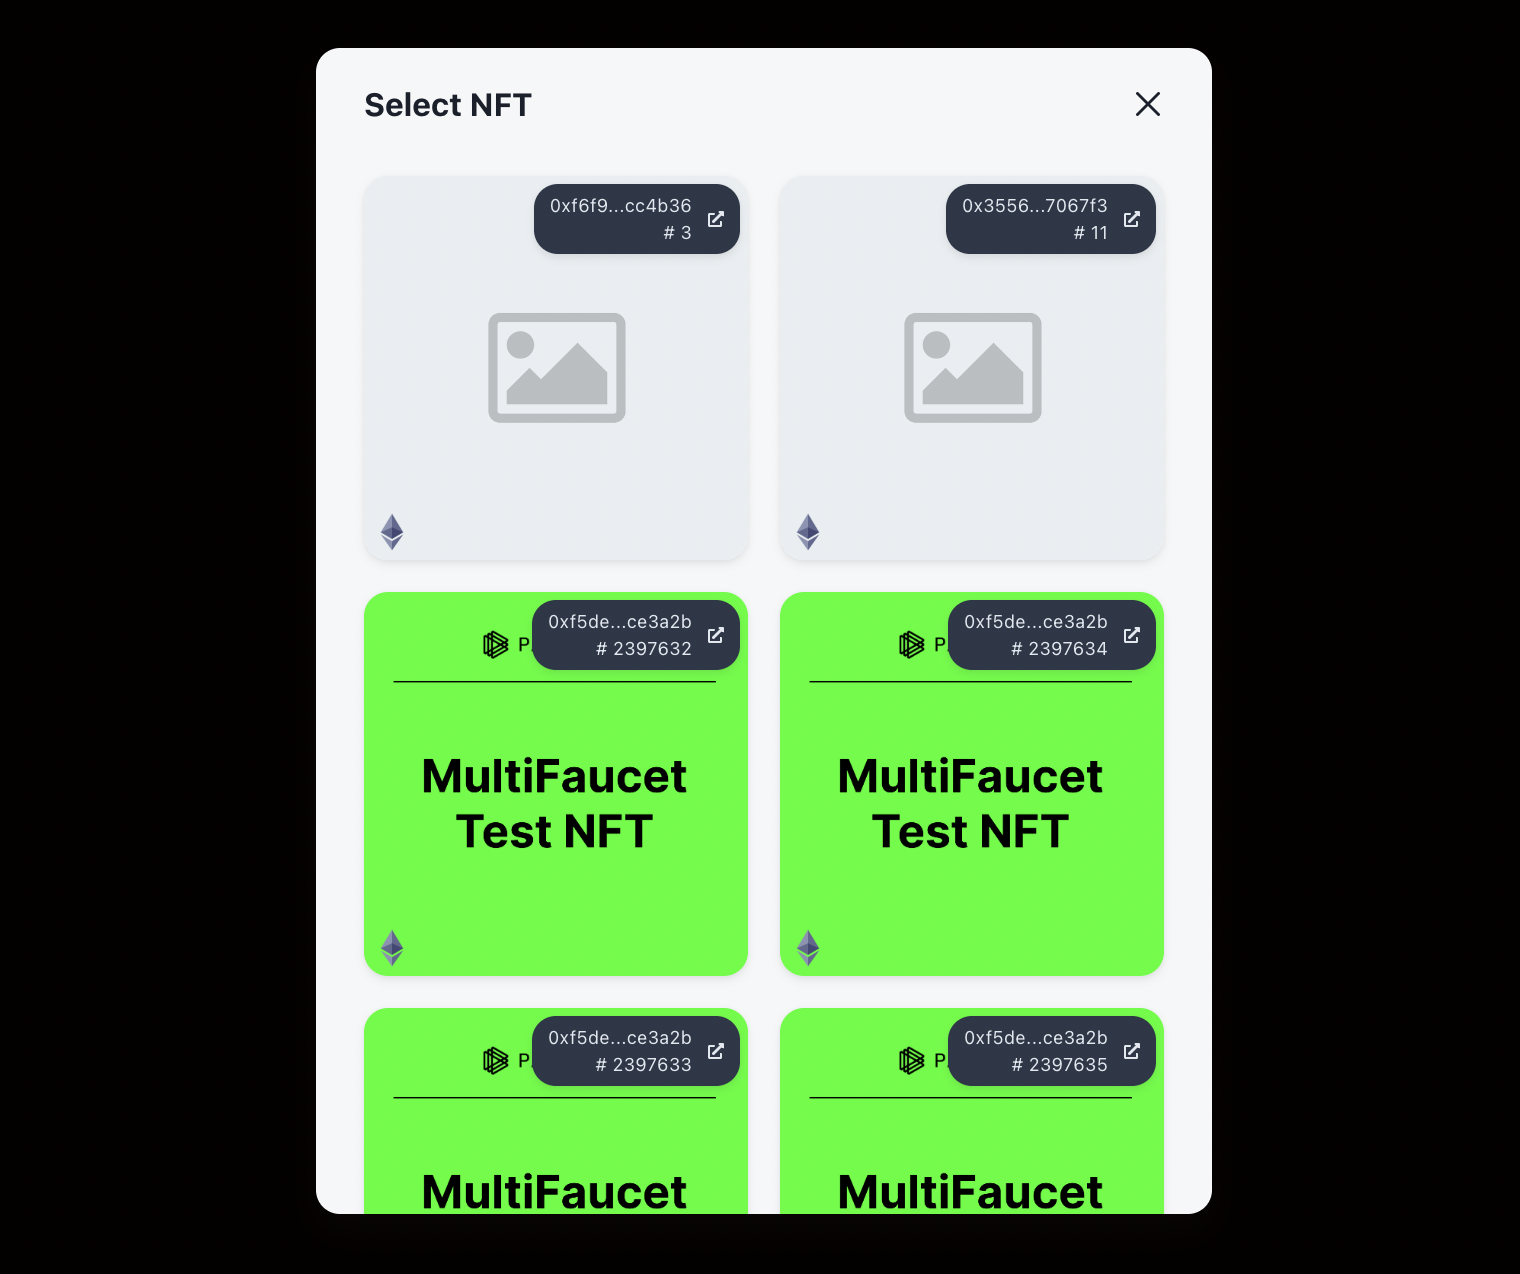 Select NFT
0xf6f9...cc4b36
# 3
0x3556...7067f3
# 11
0xf5de...ce3a2b
# 2397632
MultiFaucet
Test NFT
0xf5de...ce3a2b
# 2397634
MultiFaucet
Test NFT
0xf5de...ce3a2b
# 2397633
MultiFaucet
0xf5de...ce3a2b
# 2397635
MultiFaucet